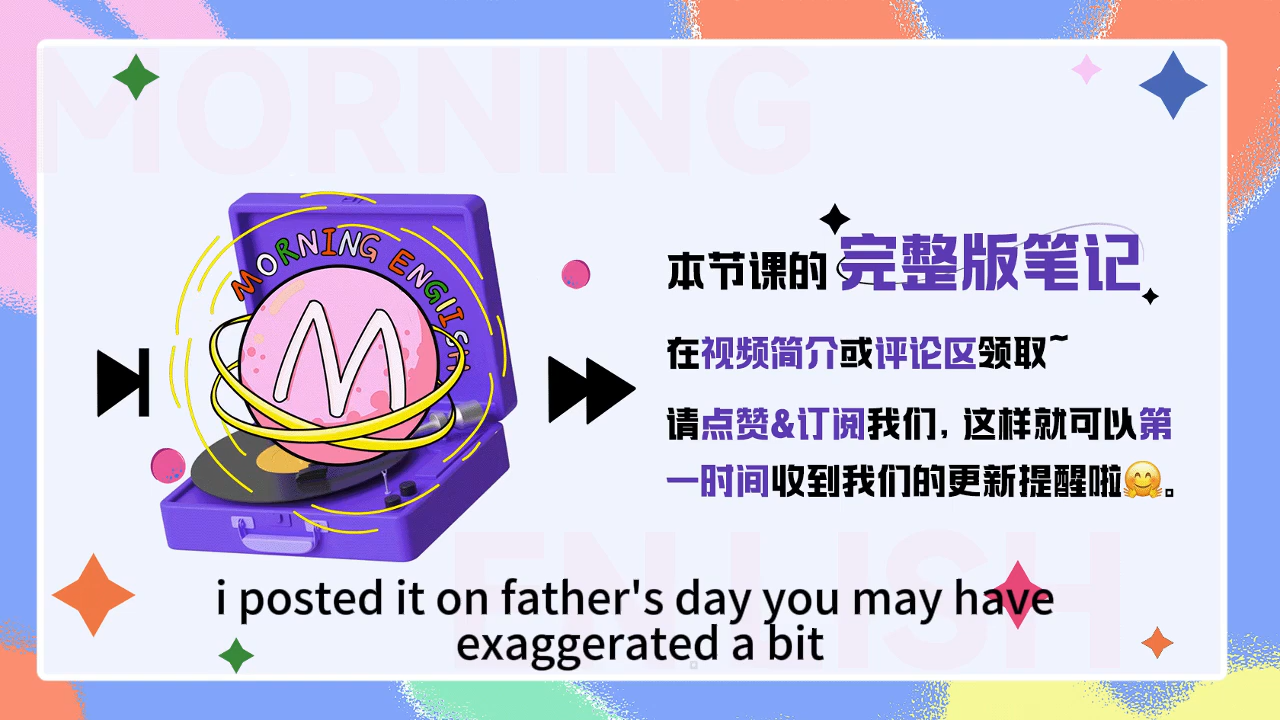 MORNING
MORNING ENGlISH
M
本节课的 完整版笔记
在视频简介或评论区领取~
请点赞&订阅我们, 这样就可以第
一时间收到我们的更新提醒啦🤗。
i posted it on father's day you may have
exaggerated a bit